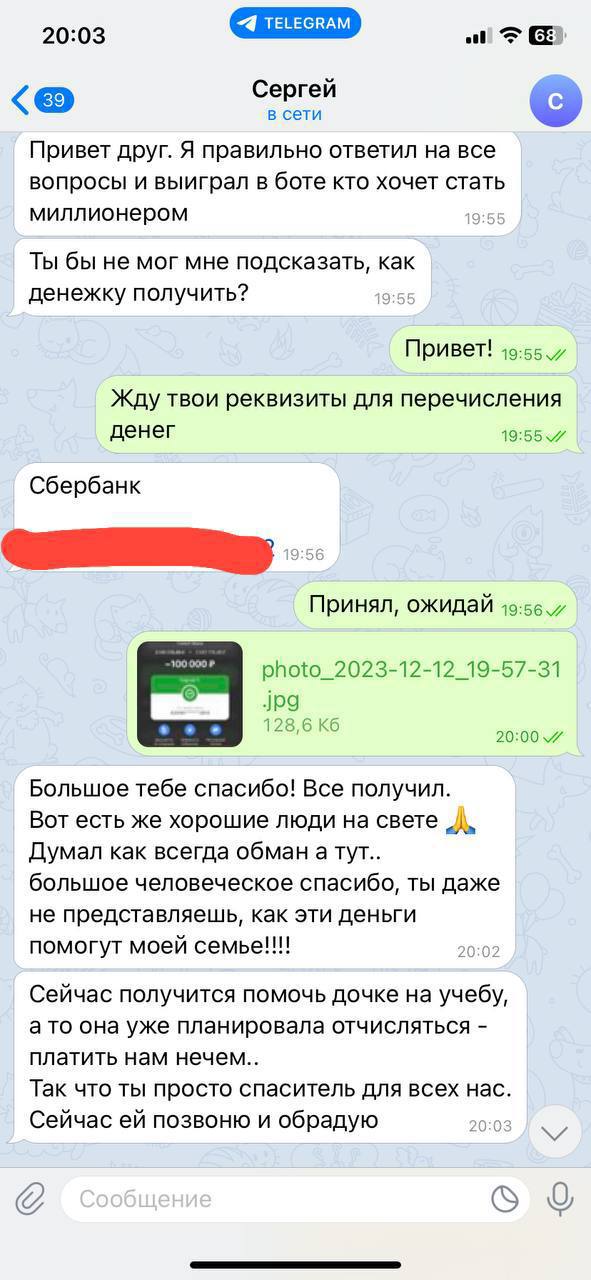 20:03
TELEGRAM
68
39
Сергей
С
в сети
Привет друг. Я правильно ответил на все
вопросы и выиграл в боте кто хочет стать
миллионером
19:55
Ты бы не мог мне подсказать, как
денежку получить?
19:55
Привет! 19:55
Жду твои реквизиты для перечисления
денег
19:55
Сбербанк
19:56
Принял, ожидай 19:56
−100 000 ₽
photo_2023-12-12_19-57-31
.jpg
128,6 Кб
20:00
Большое тебе спасибо! Все получил.
Вот есть же хорошие люди на свете 🙏
Думал как всегда обман а тут..
большое человеческое спасибо, ты даже
не представляешь, как эти деньги
помогут моей семье!!!!
20:02
Сейчас получится помочь дочке на учебу,
а то она уже планировала отчисляться -
платить нам нечем..
Так что ты просто спаситель для всех нас.
Сейчас ей позвоню и обрадую
20:03
Сообщение